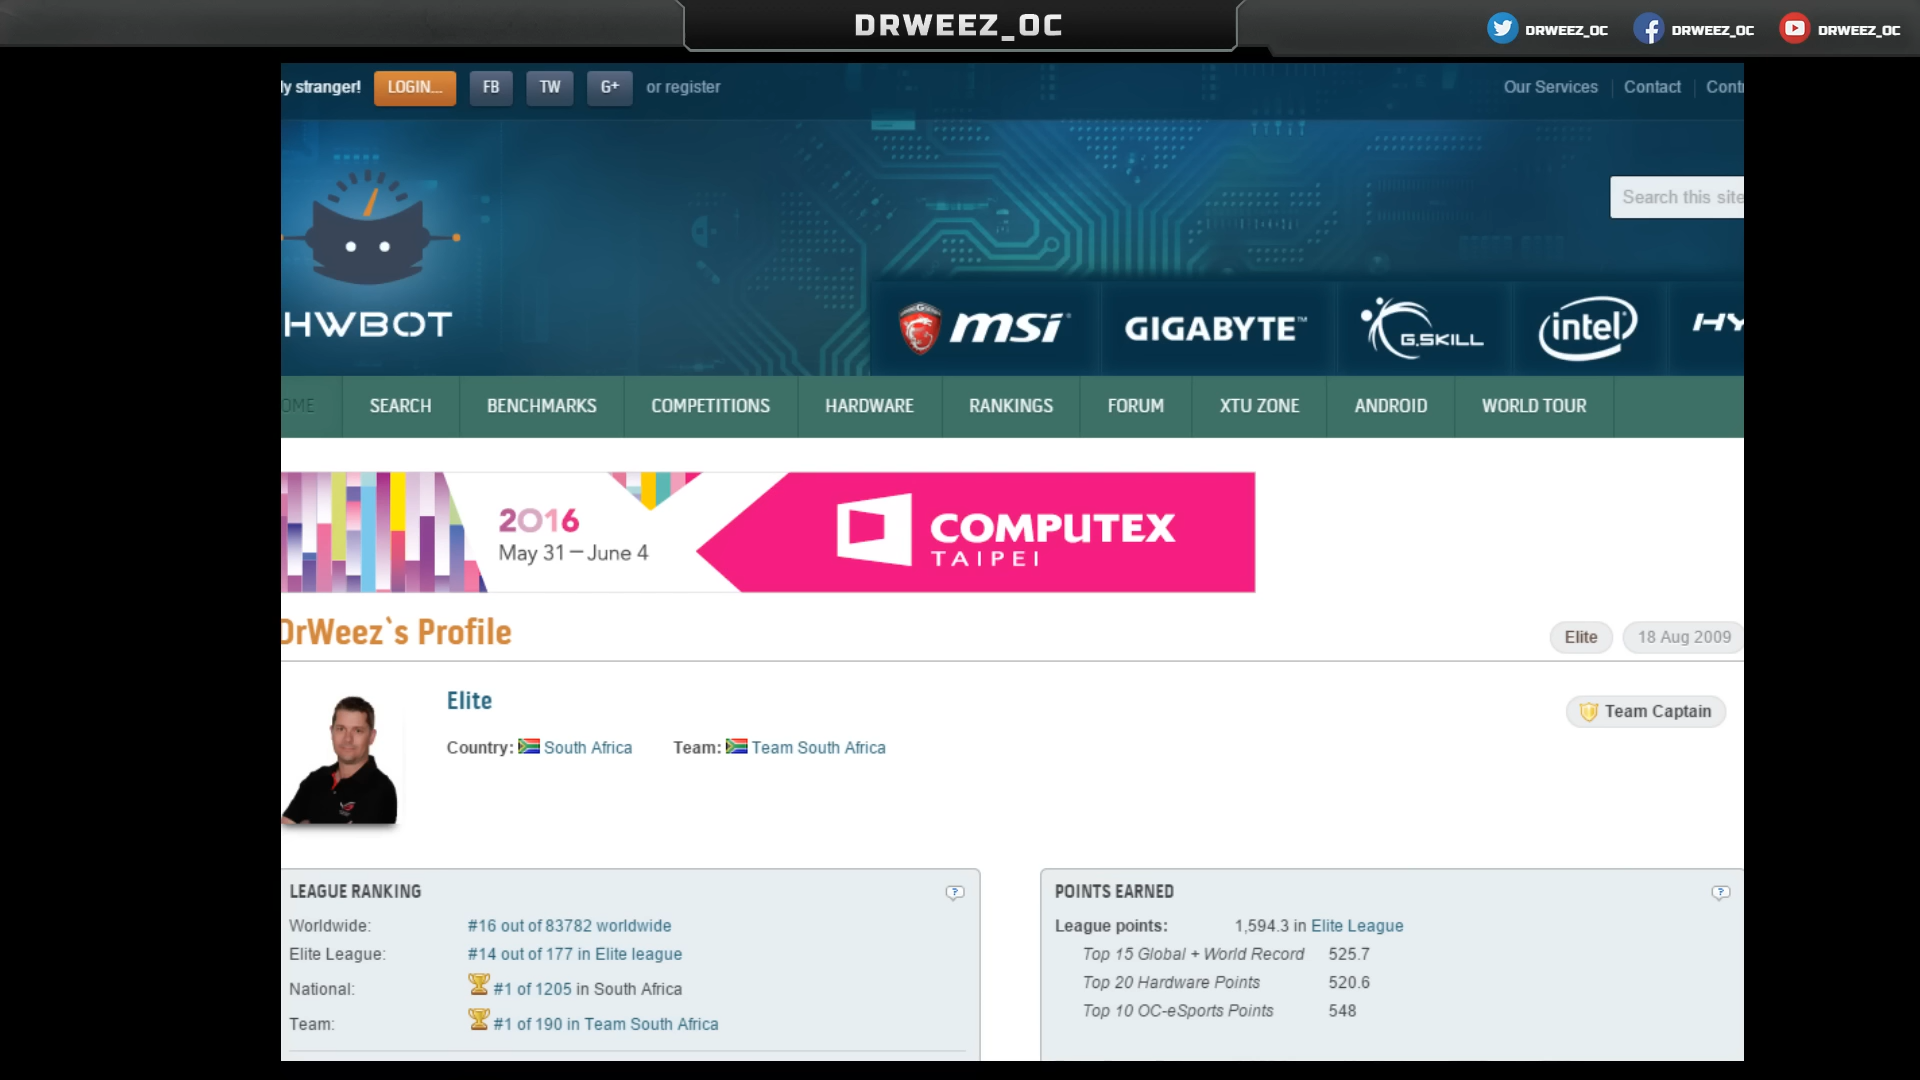 DRWEEZ_OC
DRWEEZ_OC DRWEEZ_OC DRWEEZ_OC
ly stranger! LOGIN... FB TW G+ or register Our Services Contact Cont
Search this site
HWBOT
msi GIGABYTE™ G.SKILL intel HY
OME SEARCH BENCHMARKS COMPETITIONS HARDWARE RANKINGS FORUM XTU ZONE ANDROID WORLD TOUR
2016
May 31 – June 4
COMPUTEX
TAIPEI
DrWeez`s Profile Elite 18 Aug 2009
Elite Team Captain
Country: South Africa Team: Team South Africa
LEAGUE RANKING
Worldwide: #16 out of 83782 worldwide
Elite League: #14 out of 177 in Elite league
National: #1 of 1205 in South Africa
Team: #1 of 190 in Team South Africa
POINTS EARNED
League points: 1,594.3 in Elite League
Top 15 Global + World Record 525.7
Top 20 Hardware Points 520.6
Top 10 OC-eSports Points 548